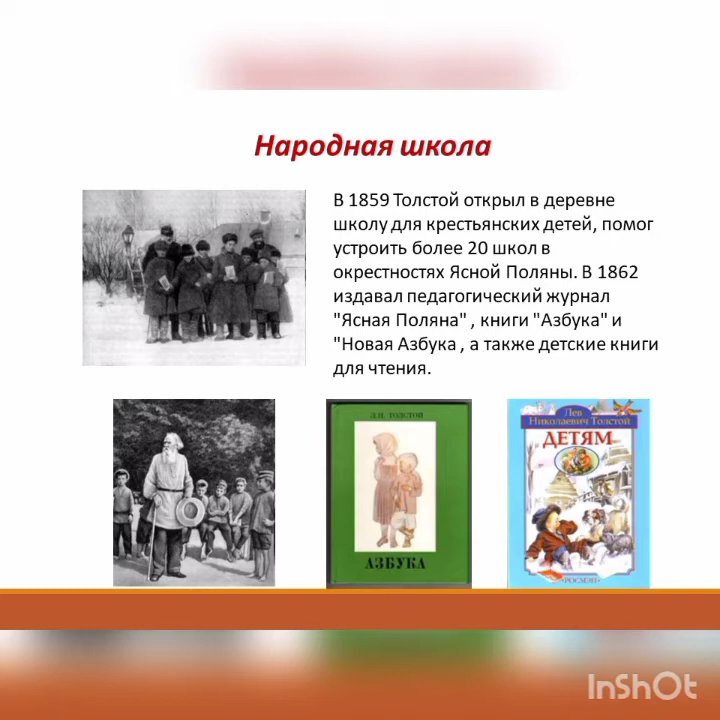 Народная школа
В 1859 Толстой открыл в деревне
школу для крестьянских детей, помог
устроить более 20 школ в
окрестностях Ясной Поляны. В 1862
издавал педагогический журнал
"Ясная Поляна" , книги "Азбука" и
"Новая Азбука , а также детские книги
для чтения.
Л.Н. ТОЛСТОЙ
АЗБУКА
Лев
Николаевич Толстой
ДЕТЯМ
РОСМЭН
InShOt